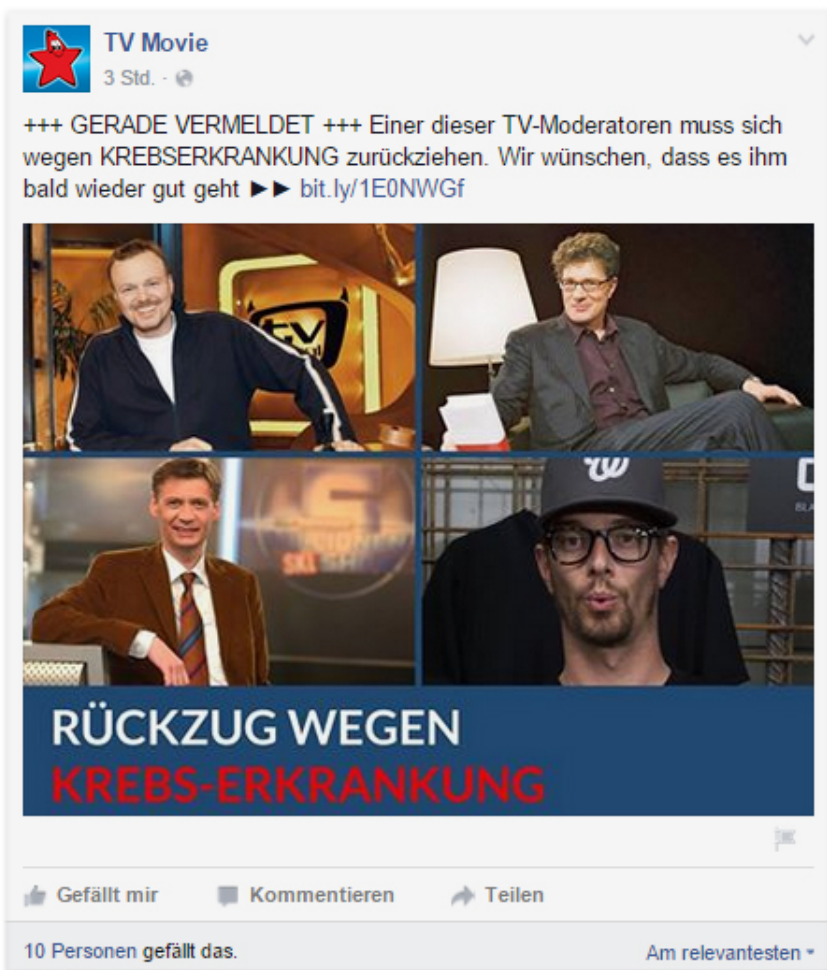 TV Movie
3 Std.
+++ GERADE VERMELDET +++ Einer dieser TV-Moderatoren muss sich
wegen KREBSERKRANKUNG zurückziehen. Wir wünschen, dass es ihm
bald wieder gut geht ►► bit.ly/1E0NWGf
tv
W
S
SKL
BLA
RÜCKZUG WEGEN
KREBS-ERKRANKUNG
Gefällt mir Kommentieren Teilen
10 Personen gefällt das. Am relevantesten